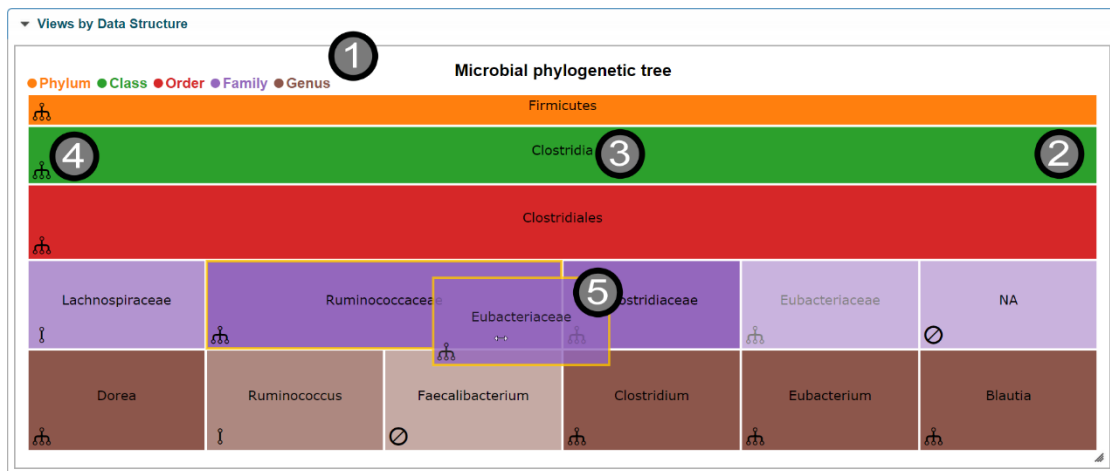 Views by Data Structure
1
Microbial phylogenetic tree
Phylum Class Order Family Genus
Firmicutes
4 Clostridia 3 2
Clostridiales
Lachnospiraceae Ruminococcaceae ostridiaceae Eubacteriaceae NA
5
Eubacteriaceae
Dorea Ruminococcus Faecalibacterium Clostridium Eubacterium Blautia